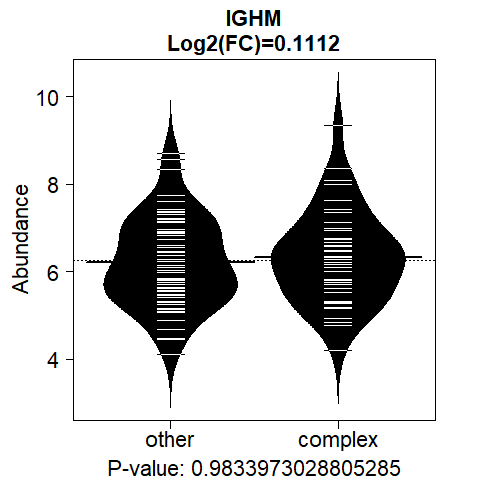 IGHM
Log2(FC)=0.1112
Abundance
10
8
6
4
other complex
P-value: 0.9833973028805285